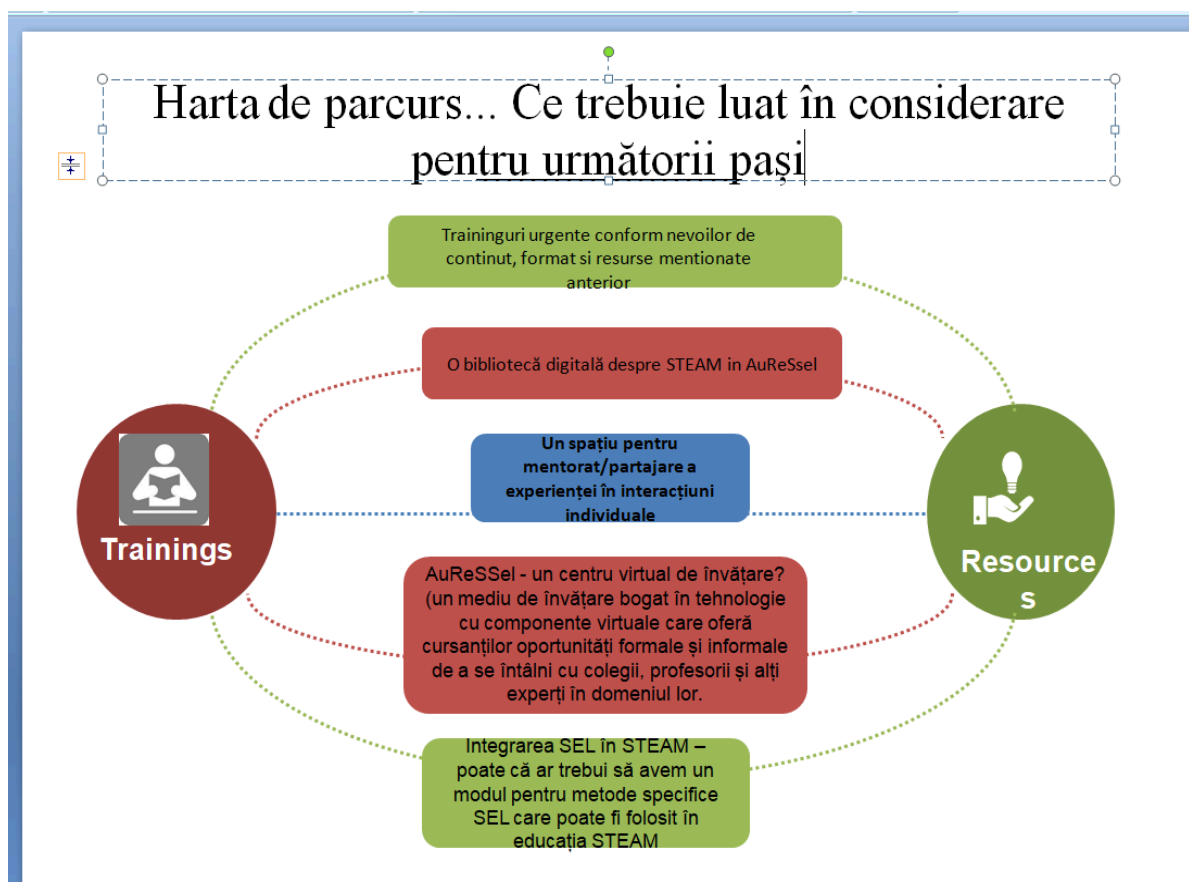 Harta de parcurs... Ce trebuie luat în considerare
pentru următorii pași
Traininguri urgente conform nevoilor de
continut, format si resurse mentionate
anterior
O bibliotecă digitală despre STEAM in AuReSsel
Un spațiu pentru
mentorat/partajare a
experienței în interacțiuni
individuale
Trainings
Resource
s
AuReSSel - un centru virtual de învățare?
(un mediu de învățare bogat în tehnologie
cu componente virtuale care oferă
cursanților oportunități formale și informale
de a se întâlni cu colegii, profesorii și alți
experți în domeniul lor.
Integrarea SEL în STEAM –
poate că ar trebui să avem un
modul pentru metode specifice
SEL care poate fi folosit în
educația STEAM